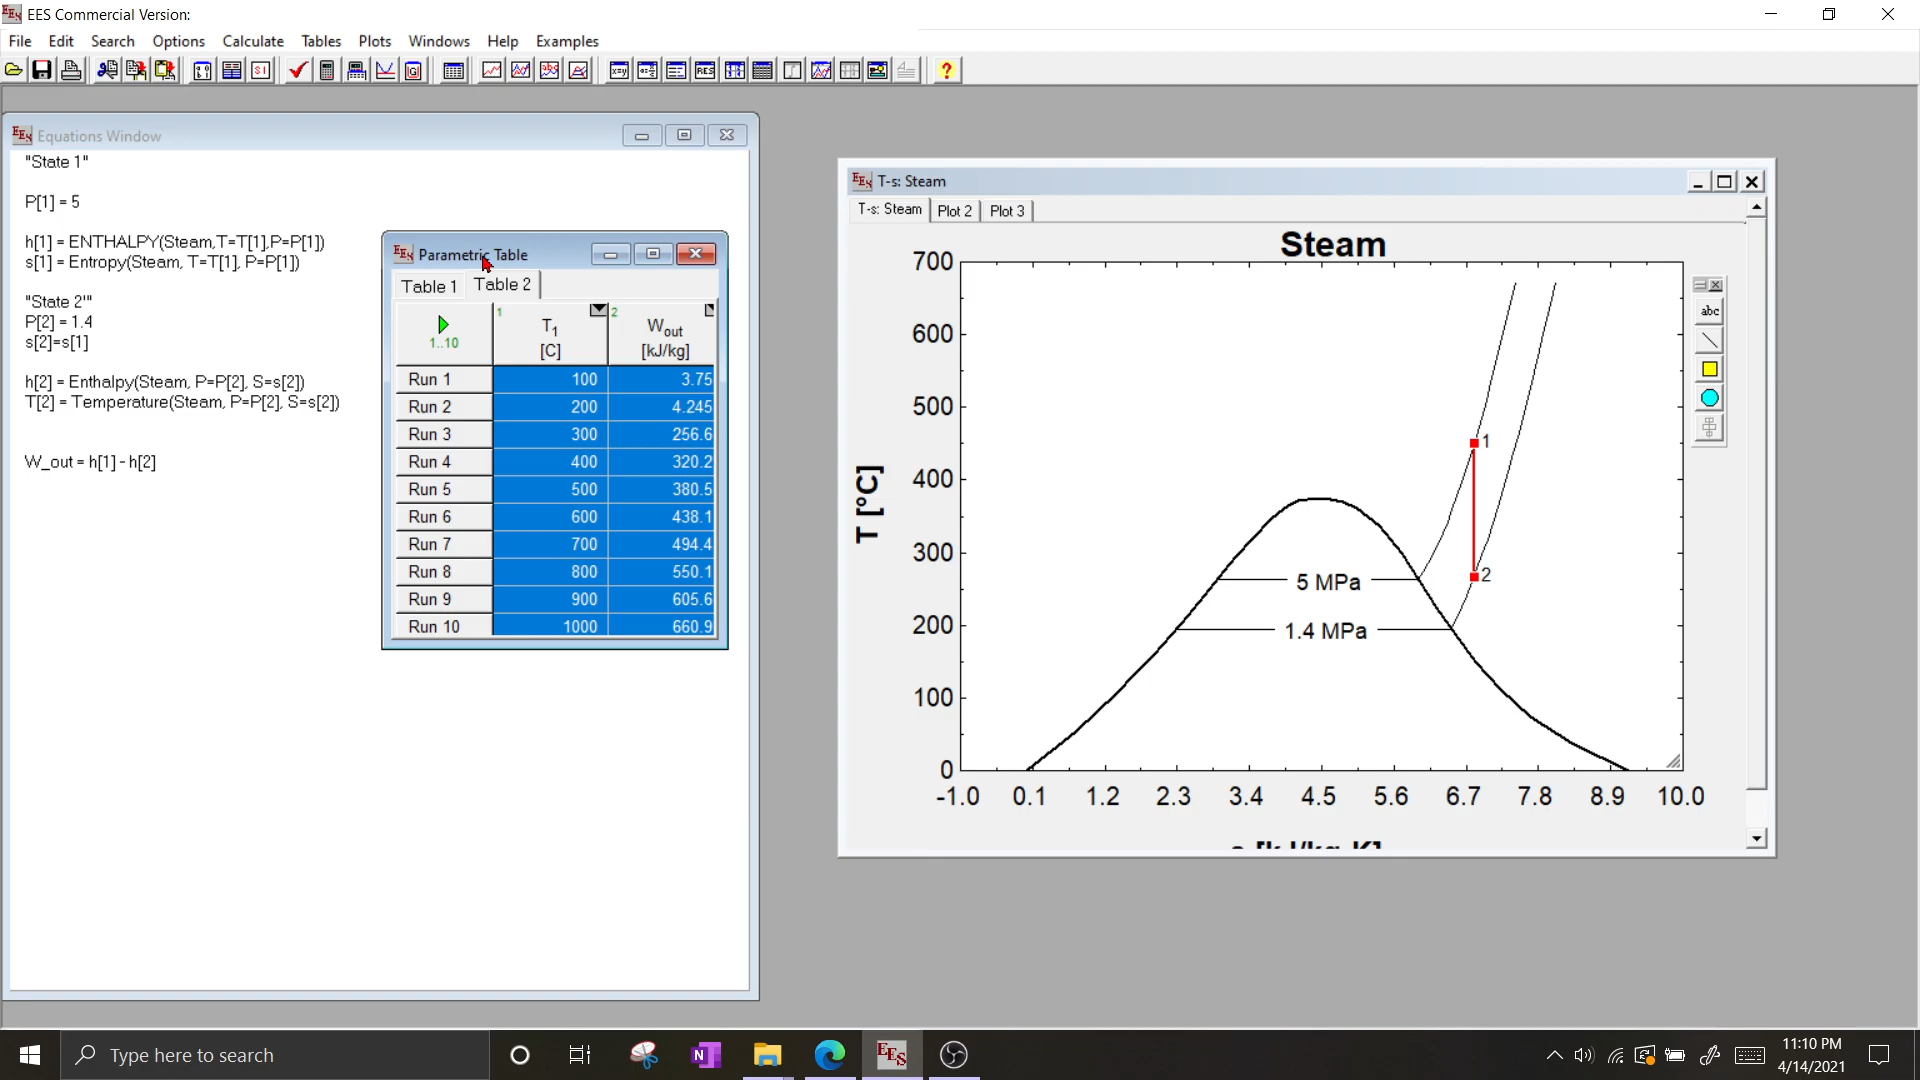 EES Commercial Version:
File Edit Search Options Calculate Tables Plots Windows Help Examples
Equations Window
"State 1"
P[1] = 5
h[1] = ENTHALPY(Steam,T=T[1],P=P[1])
s[1] = Entropy(Steam, T=T[1], P=P[1])
"State 2'"
P[2] = 1.4
s[2]=s[1]
h[2] = Enthalpy(Steam, P=P[2], S=s[2])
T[2] = Temperature(Steam, P=P[2], S=s[2])
W_out = h[1] - h[2]
Parametric Table
Table 1 Table 2
1..10
1 T1 [C]
2 Wout [kJ/kg]
Run 1 100 3.75
Run 2 200 4.245
Run 3 300 256.6
Run 4 400 320.2
Run 5 500 380.5
Run 6 600 438.1
Run 7 700 494.4
Run 8 800 550.1
Run 9 900 605.6
Run 10 1000 660.9
T-s: Steam
T-s: Steam Plot 2 Plot 3
Steam
700
600
500
400
300
200
100
0
T [°C]
1
2
5 MPa
1.4 MPa
-1.0 0.1 1.2 2.3 3.4 4.5 5.6 6.7 7.8 8.9 10.0
abc
Type here to search
11:10 PM
4/14/2021